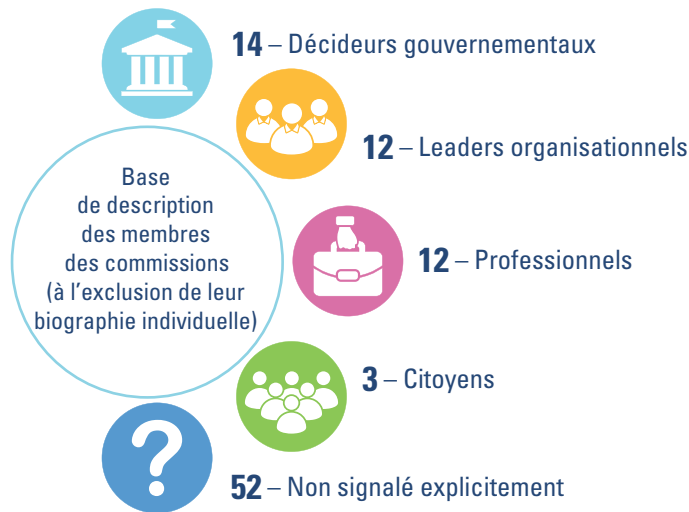 14 – Décideurs gouvernementaux
12 – Leaders organisationnels
Base
de description
des membres
des commissions
(à l’exclusion de leur
biographie individuelle)
12 – Professionnels
3 – Citoyens
52 – Non signalé explicitement